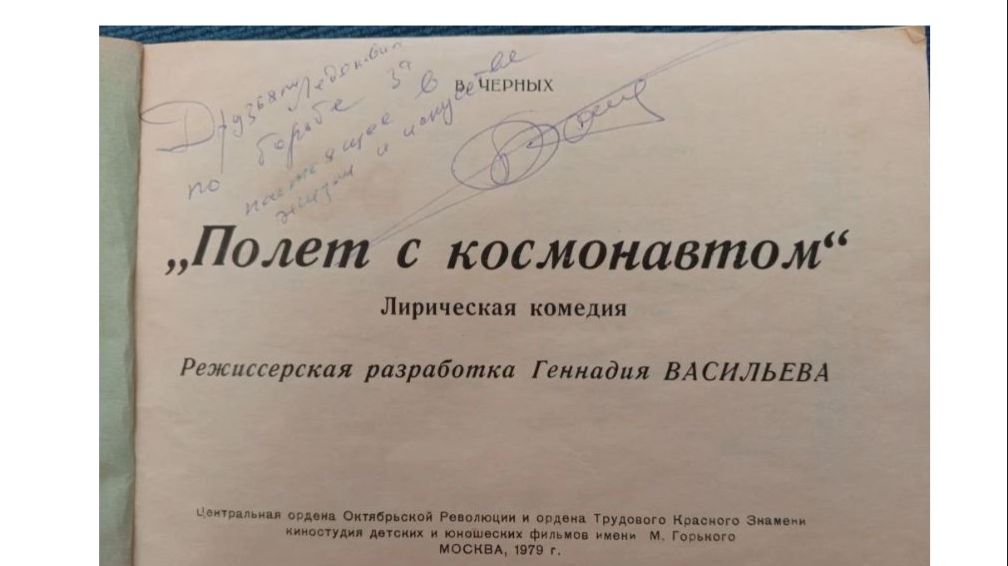 Друзьям
по борьбе за
настоящее в
жизни и искусстве
В. ЧЕРНЫХ
„Полет с космонавтом“
Лирическая комедия
Режиссерская разработка Геннадия ВАСИЛЬЕВА
Центральная ордена Октябрьской Революции и ордена Трудового Красного Знамени
киностудия детских и юношеских фильмов имени М. Горького
МОСКВА, 1979 г.